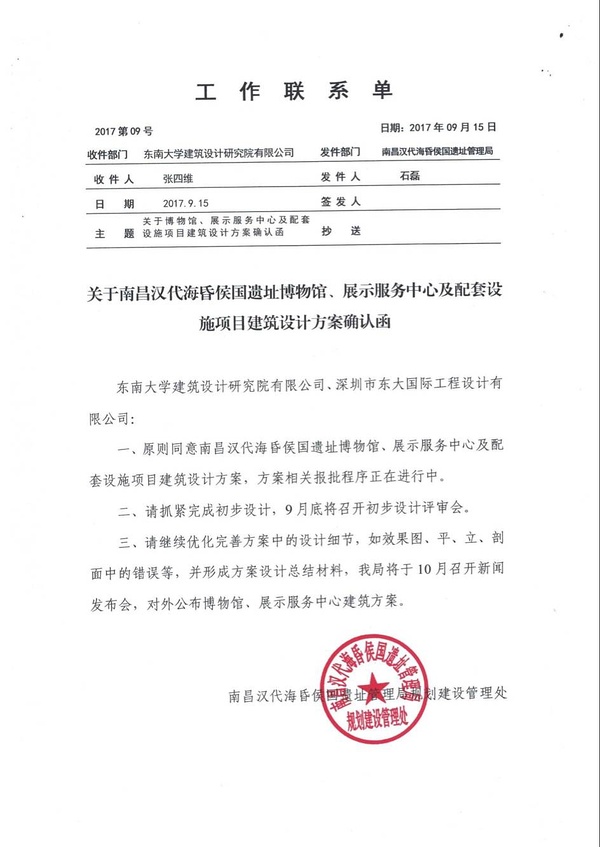 工作联系单
2017第09号 日期：2017年09月15日
收件部门 东南大学建筑设计研究院有限公司 发件部门 南昌汉代海昏侯国遗址管理局
收件人 张四维 发件人 石磊
日期 2017.9.15 签发人
主题 关于博物馆、展示服务中心及配套设施项目建筑设计方案确认函 抄送
关于南昌汉代海昏侯国遗址博物馆、展示服务中心及配套设
施项目建筑设计方案确认函
东南大学建筑设计研究院有限公司、深圳市东大国际工程设计有
限公司：
一、原则同意南昌汉代海昏侯国遗址博物馆、展示服务中心及配
套设施项目建筑设计方案，方案相关报批程序正在进行中。
二、请抓紧完成初步设计，9月底将召开初步设计评审会。
三、请继续优化完善方案中的设计细节，如效果图、平、立、剖
面中的错误等，并形成方案设计总结材料，我局将于10月召开新闻
发布会，对外公布博物馆、展示服务中心建筑方案。
南昌汉代海昏侯国遗址管理局规划建设管理处
南昌汉代海昏侯国遗址管理局
规划建设管理处